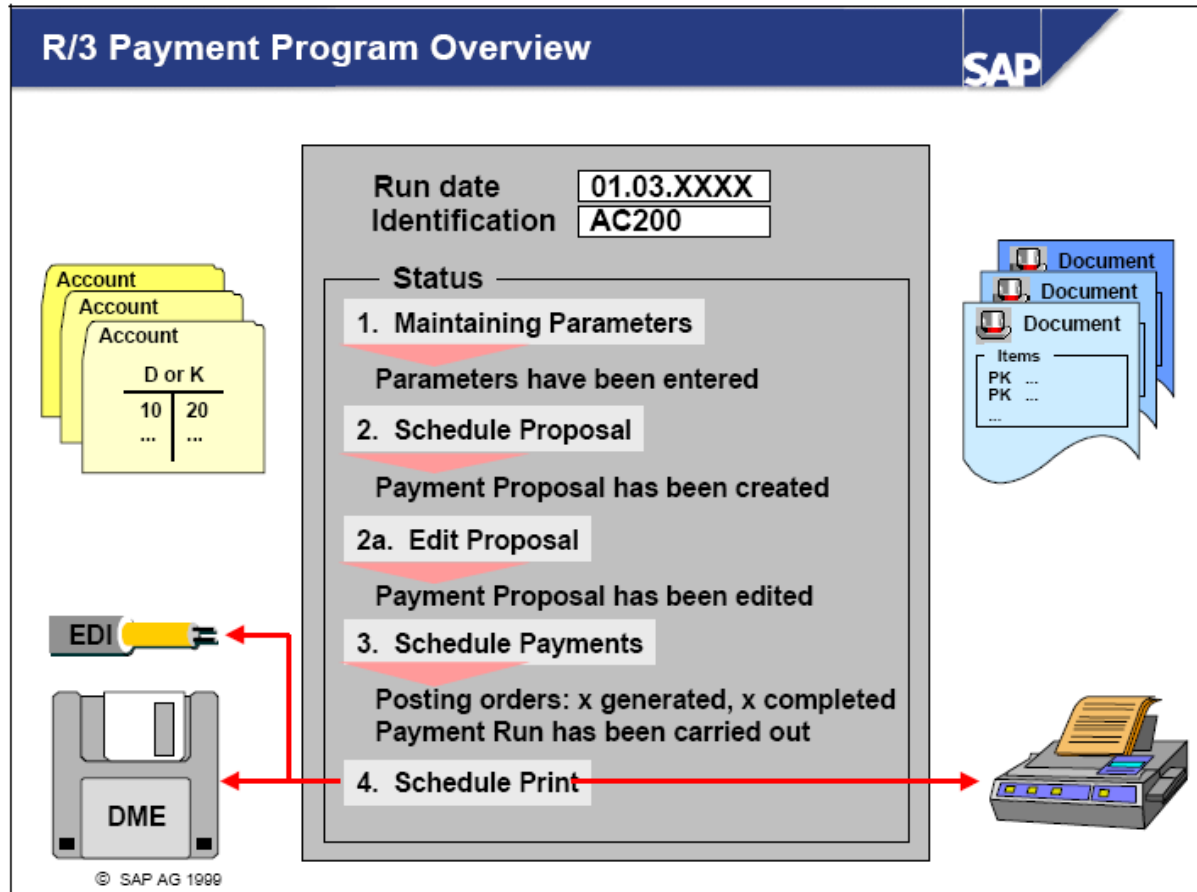 R/3 Payment Program Overview
SAP
Run date 01.03.XXXX
Identification AC200
Account
Account
Account
D or K
10 20
... ...
Status
1. Maintaining Parameters
Parameters have been entered
2. Schedule Proposal
Payment Proposal has been created
2a. Edit Proposal
Payment Proposal has been edited
3. Schedule Payments
Posting orders: x generated, x completed
Payment Run has been carried out
4. Schedule Print
Document
Document
Document
Items
PK ...
PK ...
...
EDI
DME
© SAP AG 1999